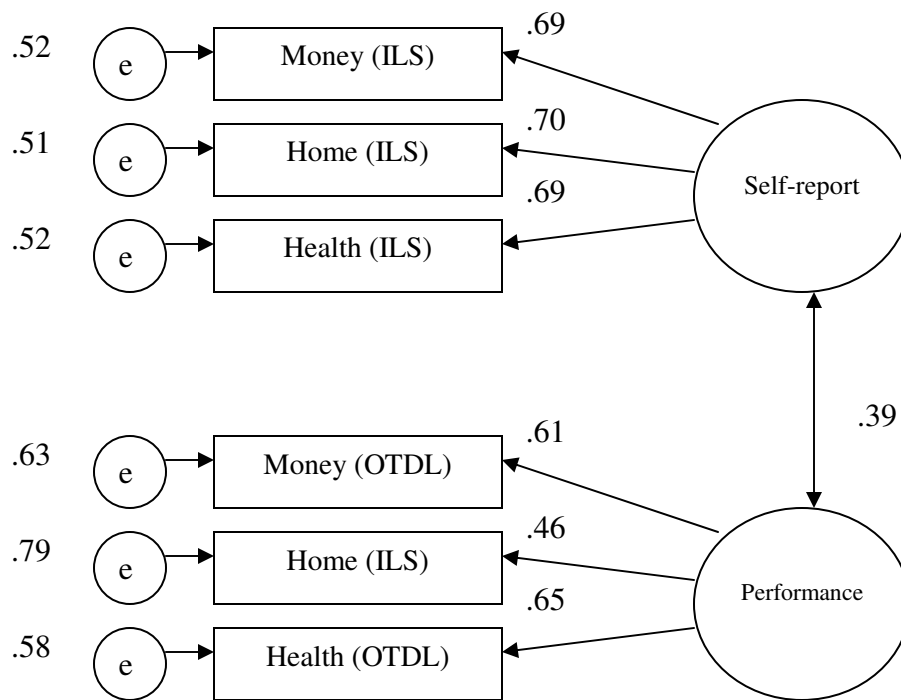 .52 e Money (ILS) .69
.51 e Home (ILS) .70
Self-report
.52 e Health (ILS) .69
.39
.63 e Money (OTDL) .61
.79 e Home (ILS) .46
Performance
.58 e Health (OTDL) .65